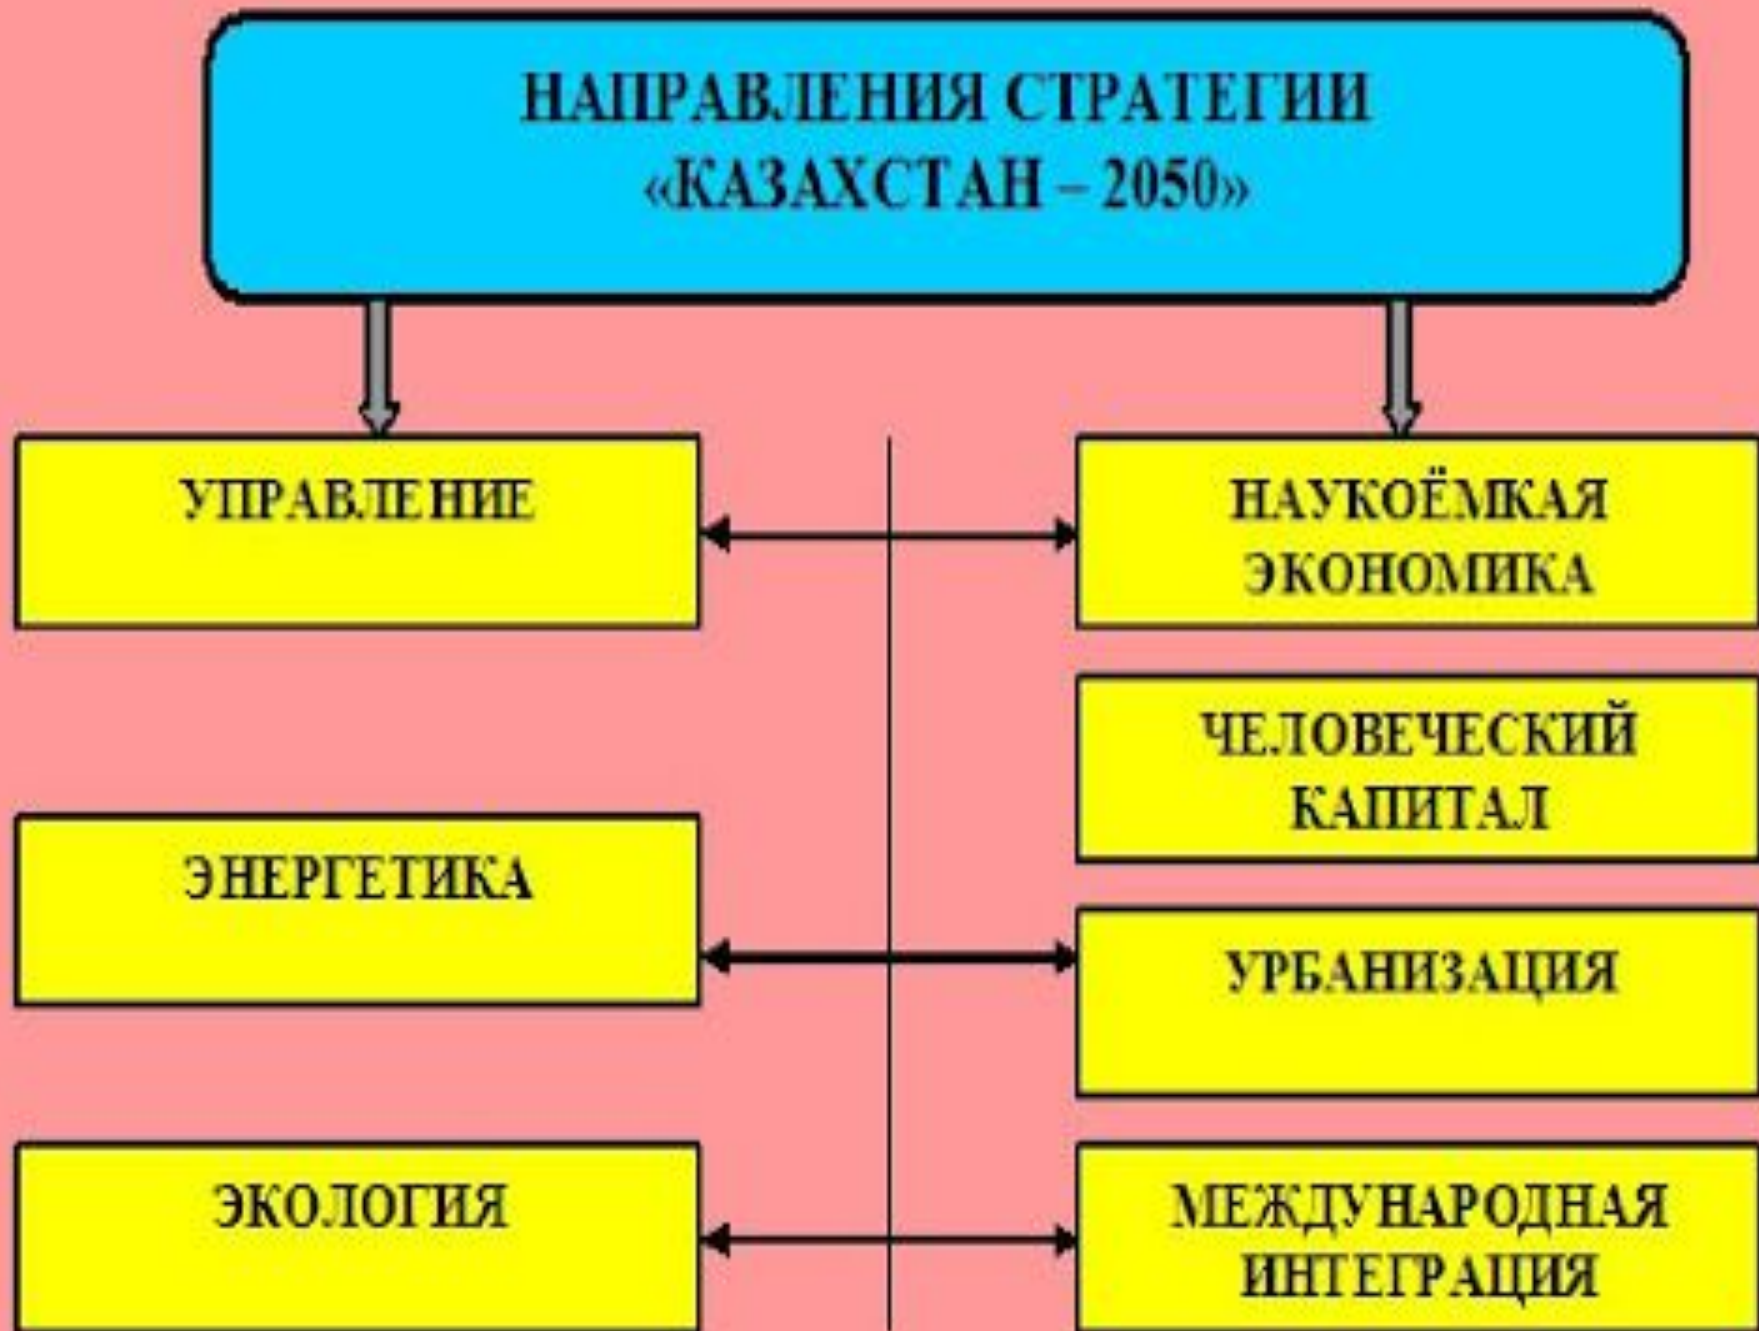 НАПРАВЛЕНИЯ СТРАТЕГИИ
«КАЗАХСТАН – 2050»
УПРАВЛЕНИЕ
НАУКОЁМКАЯ
ЭКОНОМИКА
ЧЕЛОВЕЧЕСКИЙ
КАПИТАЛ
ЭНЕРГЕТИКА
УРБАНИЗАЦИЯ
ЭКОЛОГИЯ
МЕЖДУНАРОДНАЯ
ИНТЕГРАЦИЯ